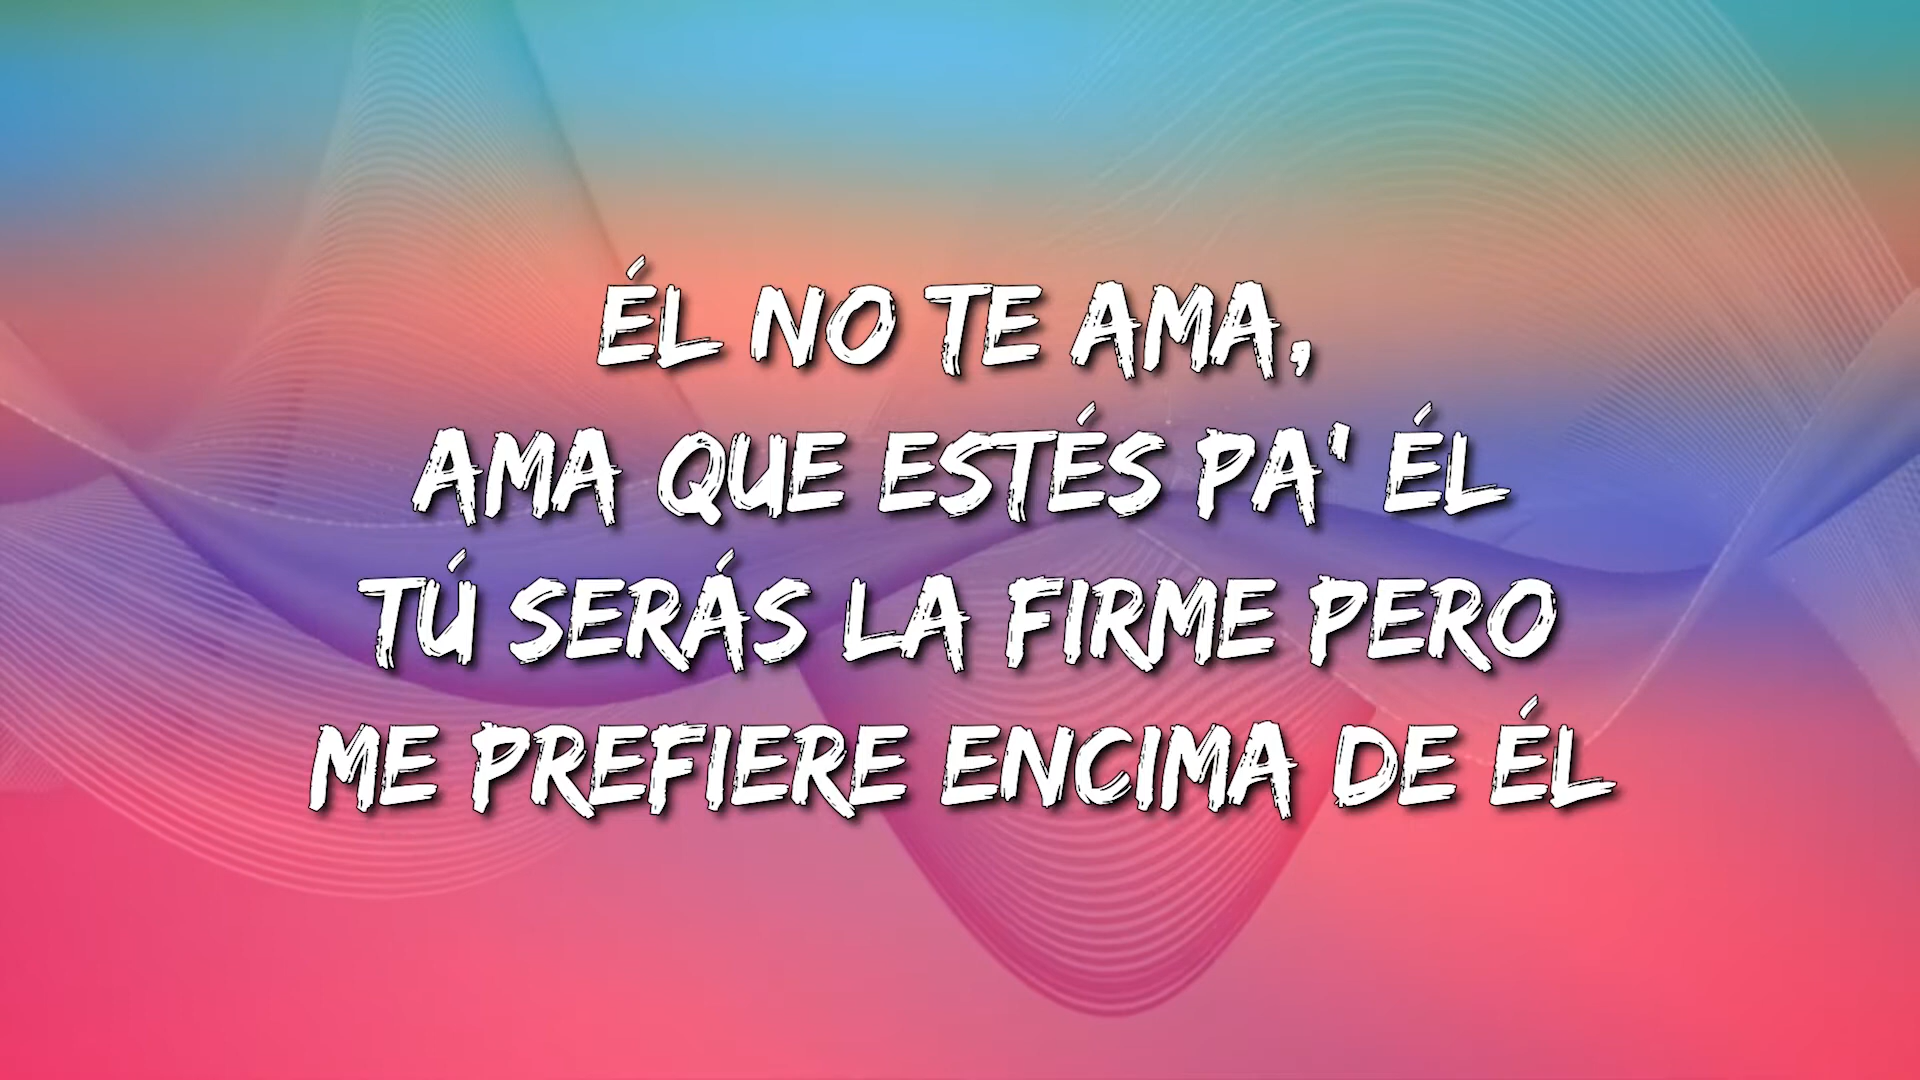 ÉL NO TE AMA,
AMA QUE ESTÉS PA' ÉL
TÚ SERÁS LA FIRME PERO
ME PREFIERE ENCIMA DE ÉL